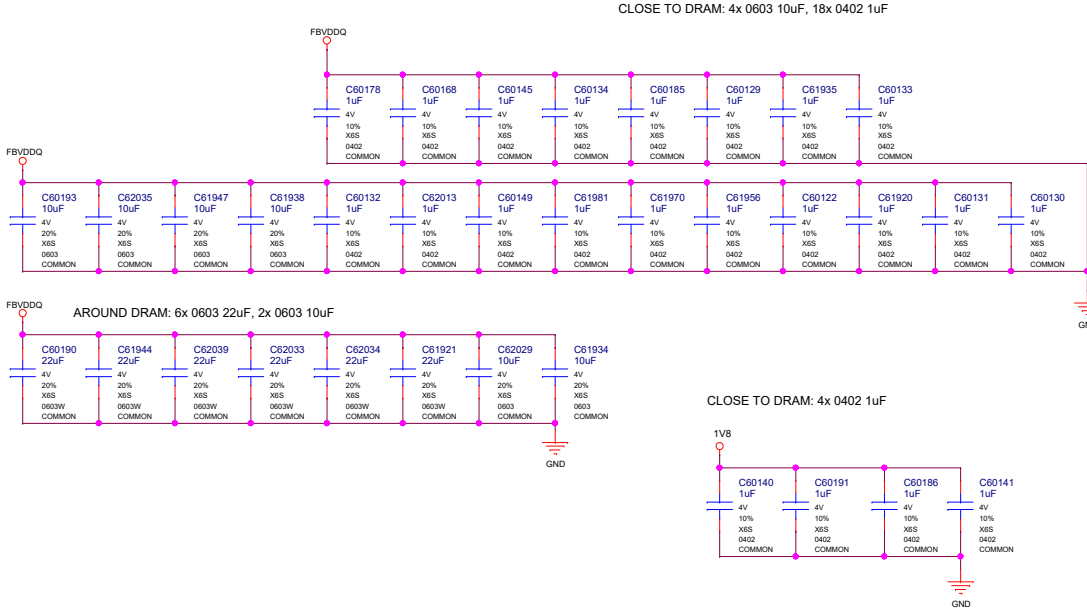 CLOSE TO DRAM: 4x 0603 10uF, 18x 0402 1uF
FBVDDQ
C60178 C60168 C60145 C60134 C60185 C60129 C61935 C60133
1uF 1uF 1uF 1uF 1uF 1uF 1uF 1uF
4V 4V 4V 4V 4V 4V 4V 4V
10% 10% 10% 10% 10% 10% 10% 10%
X6S X6S X6S X6S X6S X6S X6S X6S
0402 0402 0402 0402 0402 0402 0402 0402
COMMON COMMON COMMON COMMON COMMON COMMON COMMON COMMON
FBVDDQ
C60193 C62035 C61947 C61938 C60132 C62013 C60149 C61981 C61970 C61956 C60122 C61920 C60131 C60130
10uF 10uF 10uF 10uF 1uF 1uF 1uF 1uF 1uF 1uF 1uF 1uF 1uF 1uF
4V 4V 4V 4V 4V 4V 4V 4V 4V 4V 4V 4V 4V 4V
20% 20% 20% 20% 10% 10% 10% 10% 10% 10% 10% 10% 10% 10%
X6S X6S X6S X6S X6S X6S X6S X6S X6S X6S X6S X6S X6S X6S
0603 0603 0603 0603 0402 0402 0402 0402 0402 0402 0402 0402 0402 0402
COMMON COMMON COMMON COMMON COMMON COMMON COMMON COMMON COMMON COMMON COMMON COMMON COMMON COMMON
FBVDDQ
AROUND DRAM: 6x 0603 22uF, 2x 0603 10uF
C60190 C61944 C62039 C62033 C62034 C61921 C62029 C61934
22uF 22uF 22uF 22uF 22uF 22uF 10uF 10uF
4V 4V 4V 4V 4V 4V 4V 4V
20% 20% 20% 20% 20% 20% 20% 20%
X6S X6S X6S X6S X6S X6S X6S X6S
0603W 0603W 0603W 0603W 0603W 0603W 0603 0603
COMMON COMMON COMMON COMMON COMMON COMMON COMMON COMMON
GND
CLOSE TO DRAM: 4x 0402 1uF
1V8
C60140 C60191 C60186 C60141
1uF 1uF 1uF 1uF
4V 4V 4V 4V
10% 10% 10% 10%
X6S X6S X6S X6S
0402 0402 0402 0402
COMMON COMMON COMMON COMMON
GND